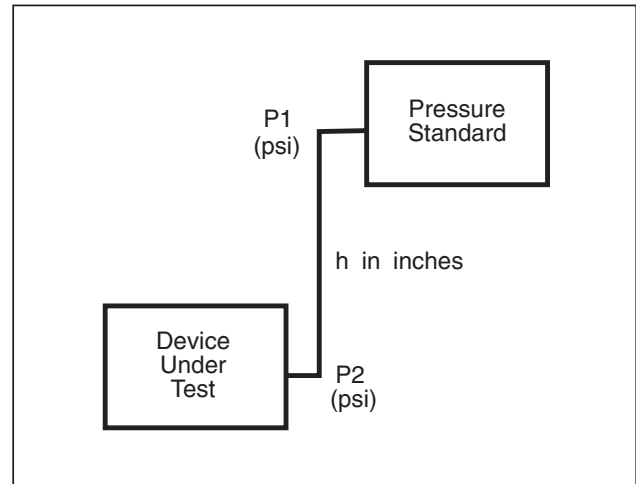 Pressure
Standard
P1
(psi)
h in inches
Device
Under
Test
P2
(psi)